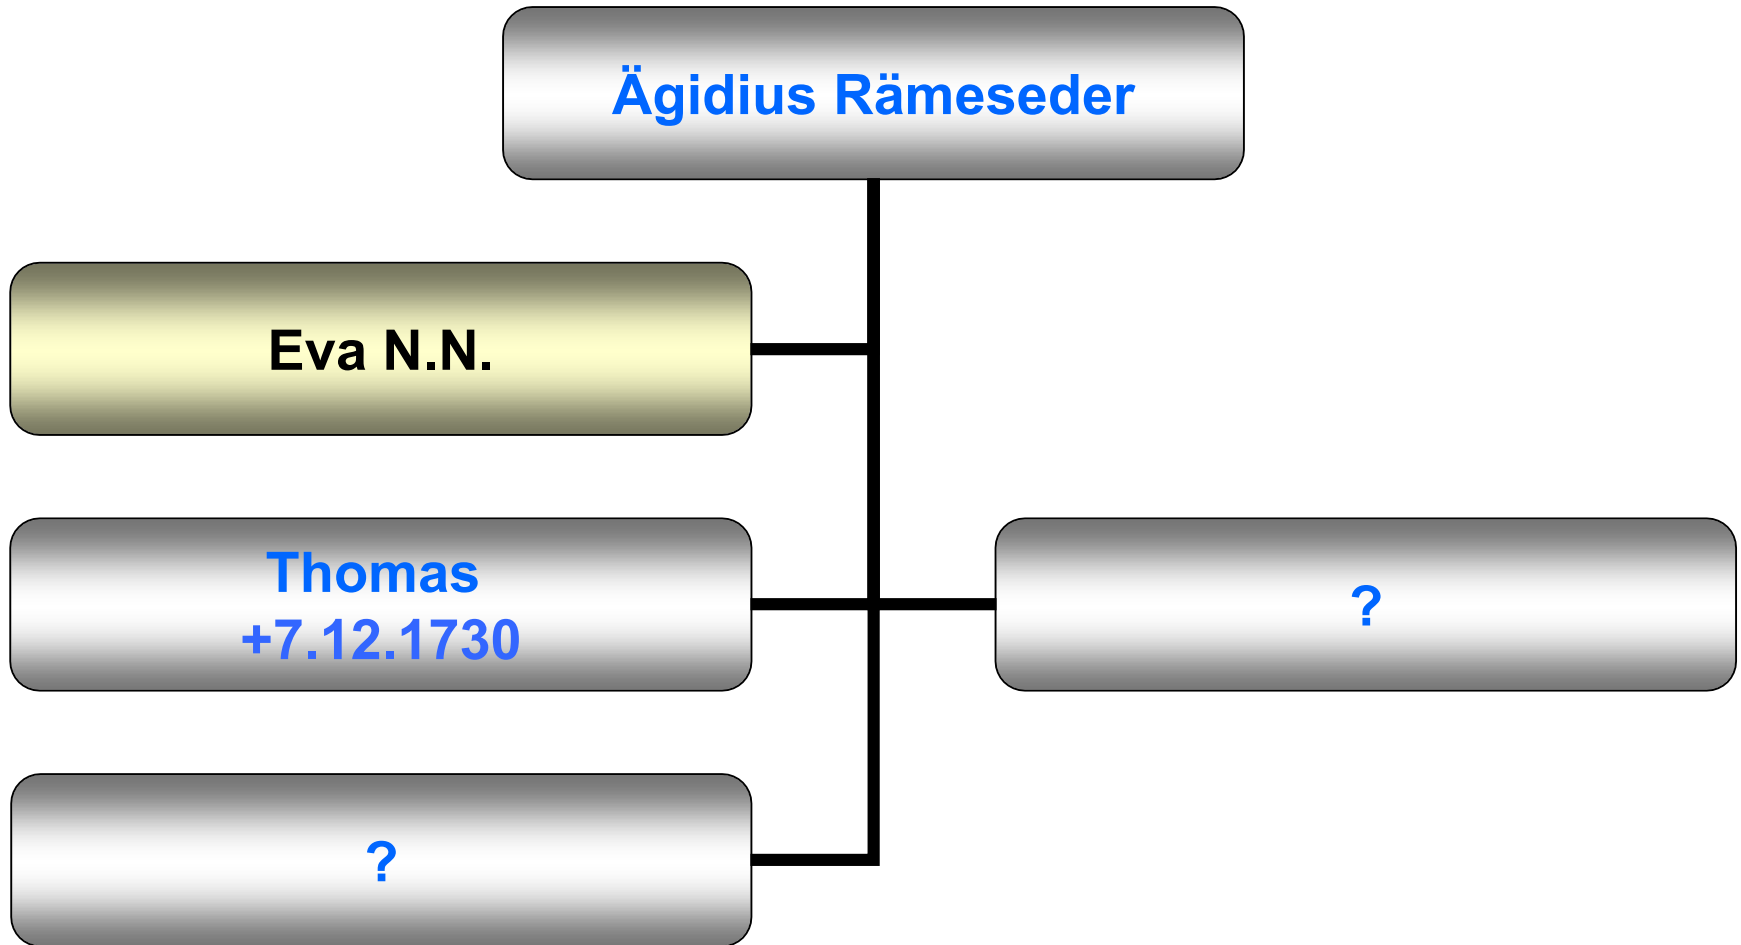 Ägidius Rämeseder
Eva N.N.
Thomas
+7.12.1730
?
?